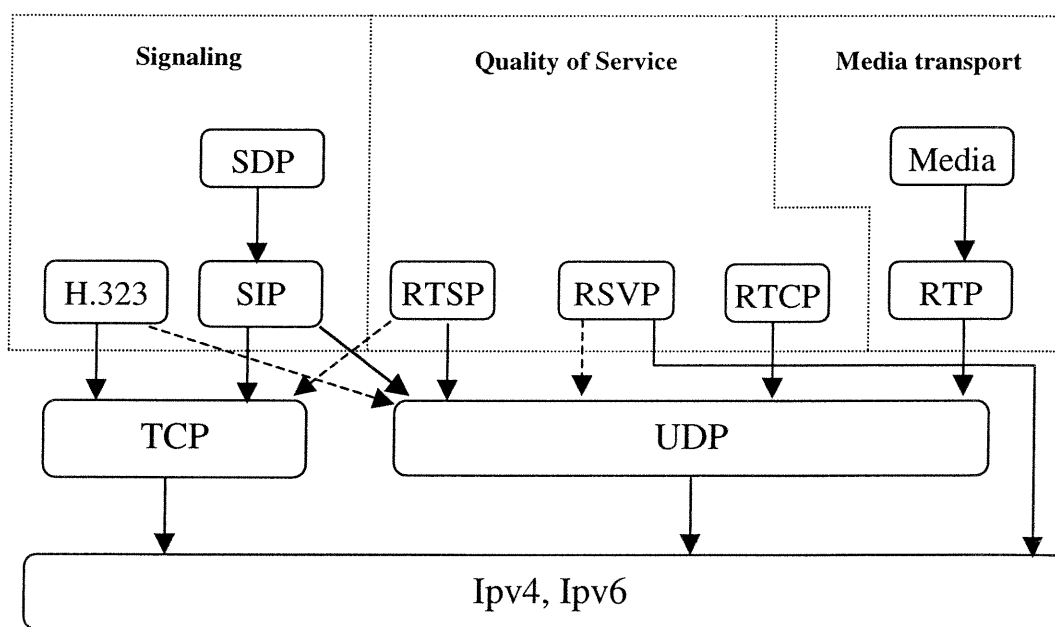 Signaling
Quality of Service
Media transport
SDP
Media
H.323
SIP
RTSP
RSVP
RTCP
RTP
TCP
UDP
Ipv4, Ipv6